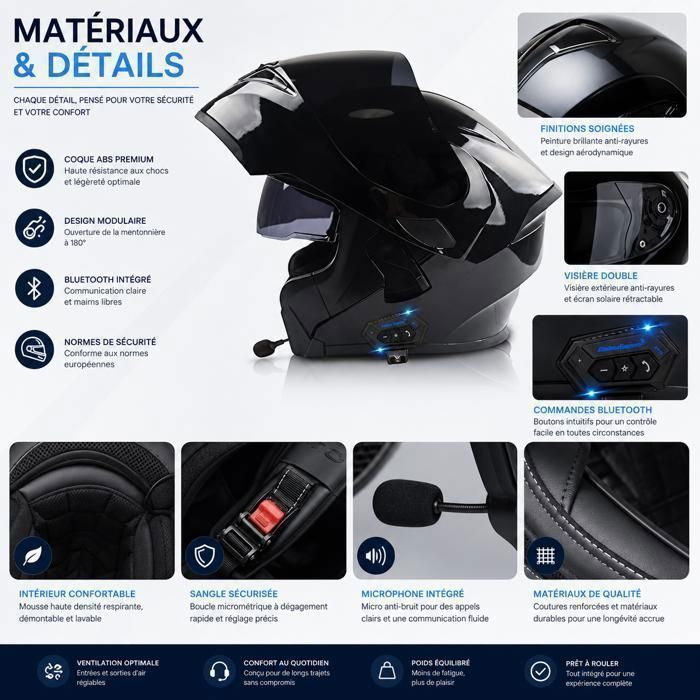 MATÉRIAUX
& DÉTAILS
CHAQUE DÉTAIL, PENSÉ POUR VOTRE SÉCURITÉ
ET VOTRE CONFORT
COQUE ABS PREMIUM
Haute résistance aux chocs
et légèreté optimale
DESIGN MODULAIRE
Ouverture de la mentonnière
à 180°
BLUETOOTH INTÉGRÉ
Communication claire
et mains libres
NORMES DE SÉCURITÉ
Conforme aux normes
européennes
FINITIONS SOIGNÉES
Peinture brillante anti-rayures
et design aérodynamique
VISIÈRE DOUBLE
Visière extérieure anti-rayures
et écran solaire rétractable
COMMANDES BLUETOOTH
Boutons intuitifs pour un contrôle
facile en toutes circonstances
INTÉRIEUR CONFORTABLE
Mousse haute densité respirante,
démontable et lavable
SANGLE SÉCURISÉE
Boucle micrométrique à dégagement
rapide et réglage précis
MICROPHONE INTÉGRÉ
Micro anti-bruit pour des appels
clairs et une communication fluide
MATÉRIAUX DE QUALITÉ
Coutures renforcées et matériaux
durables pour une longévité accrue
VENTILATION OPTIMALE
Entrées et sorties d'air
réglables
CONFORT AU QUOTIDIEN
Conçu pour de longs trajets
sans compromis
POIDS ÉQUILIBRÉ
Moins de fatigue,
plus de plaisir
PRÊT À ROULER
Tout intégré pour une
expérience complète